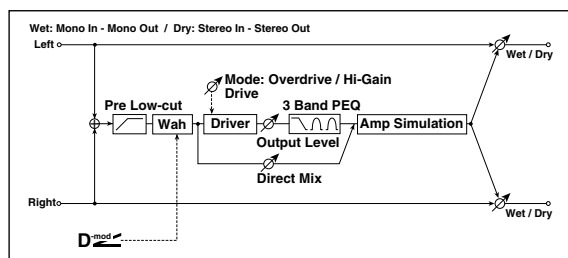 Wet: Mono In - Mono Out / Dry: Stereo In - Stereo Out
Left
Wet / Dry
Mode: Overdrive / Hi-Gain
Drive
Pre Low-cut
3 Band PEQ
Wah
Driver
Amp Simulation
Output Level
Direct Mix
Right
Wet / Dry
D-mod